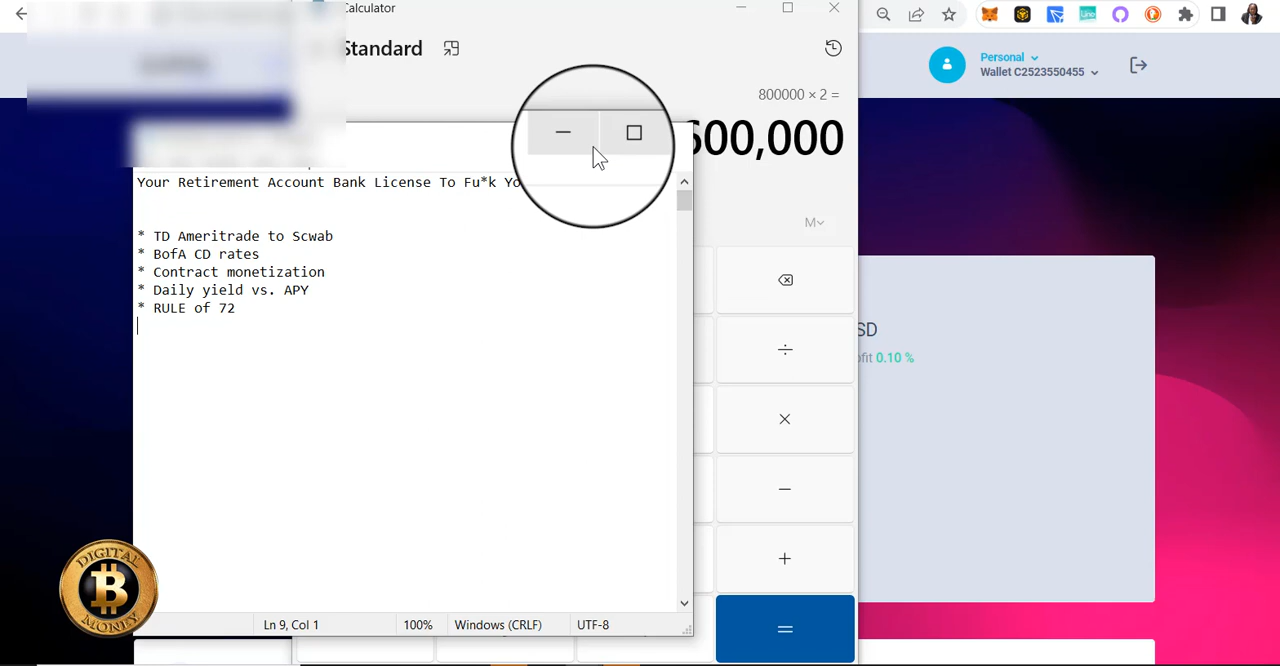 Calculator
Standard
Personal
Wallet C2523550455
800000 × 2 =
600,000
M
Your Retirement Account Bank License To Fu*k Yo
* TD Ameritrade to Scwab
* BofA CD rates
* Contract monetization
* Daily yield vs. APY
* RULE of 72
SD
ofit 0.10 %
DIGITAL
B
MONEY
Ln 9, Col 1
100%
Windows (CRLF)
UTF-8